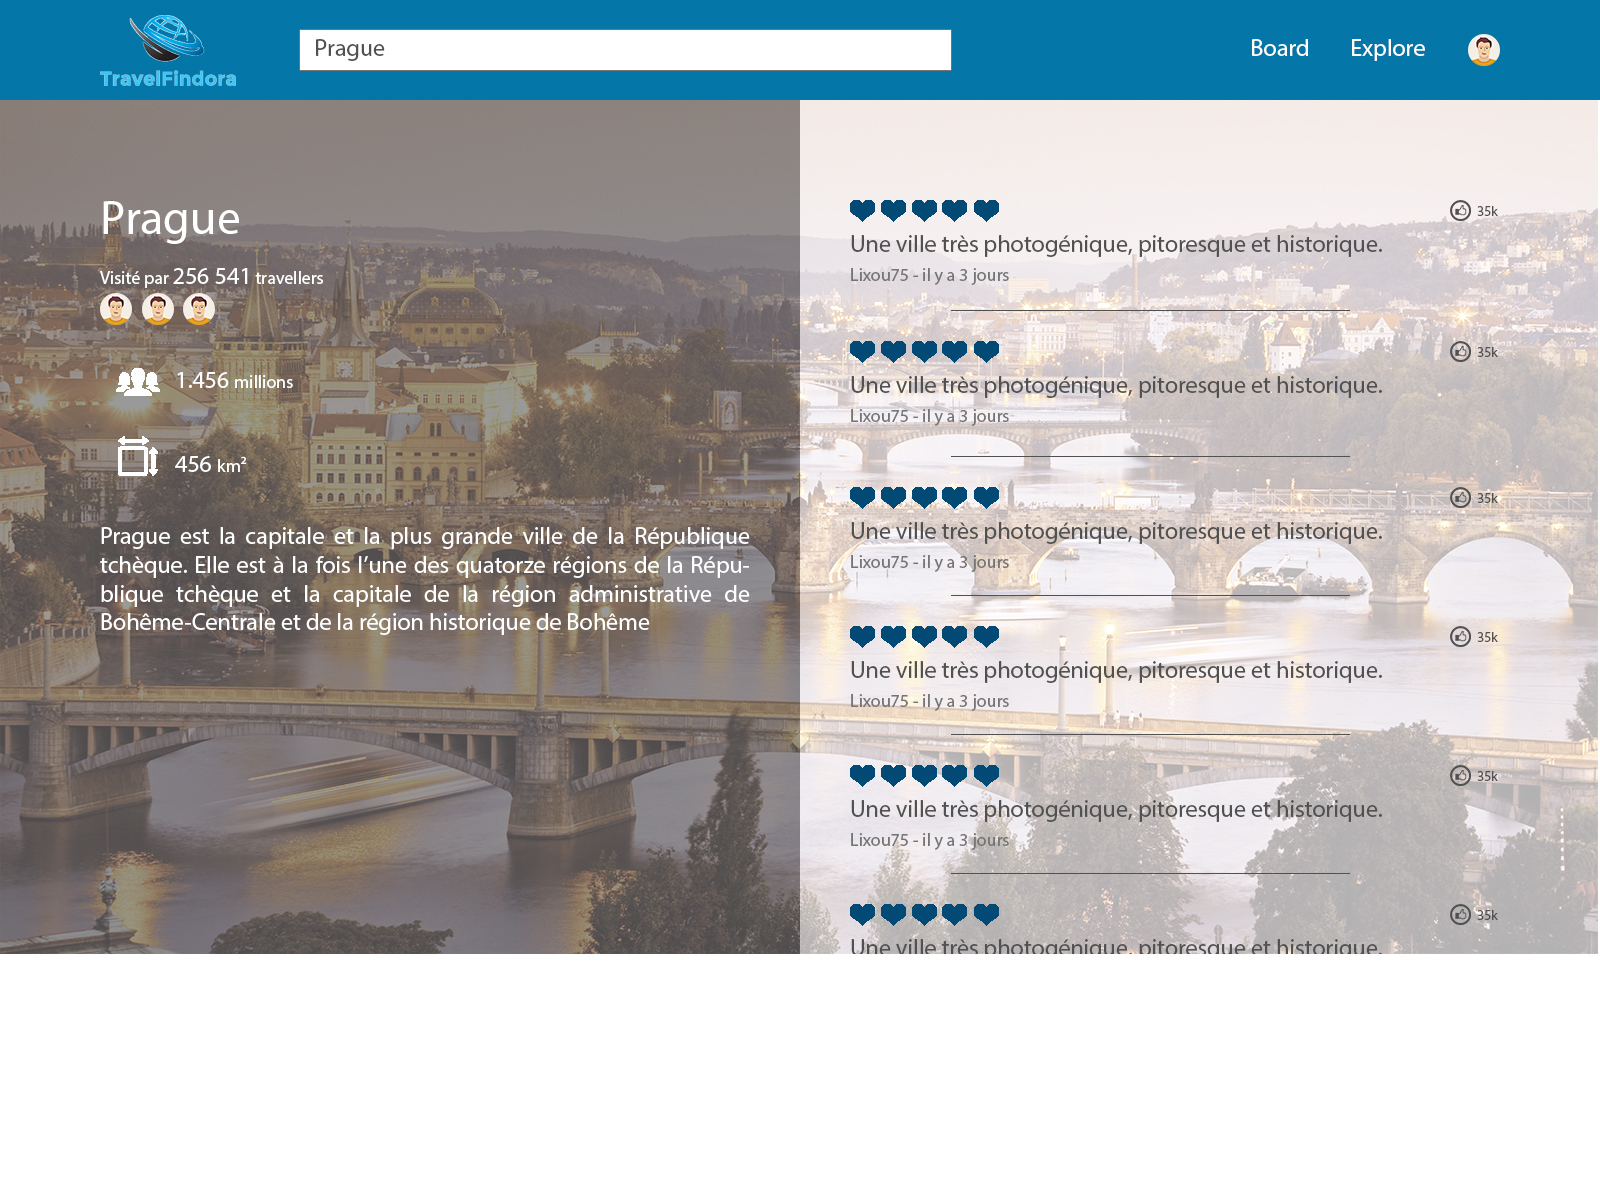 TravelFindora
Prague
Board
Explore
Prague
Visité par 256 541 travellers
1.456 millions
456 km²
Prague est la capitale et la plus grande ville de la République
tchèque. Elle est à la fois l’une des quatorze régions de la Répu-
blique tchèque et la capitale de la région administrative de
Bohême-Centrale et de la région historique de Bohême
35k
Une ville très photogénique, pitoresque et historique.
Lixou75 - il y a 3 jours
35k
Une ville très photogénique, pitoresque et historique.
Lixou75 - il y a 3 jours
35k
Une ville très photogénique, pitoresque et historique.
Lixou75 - il y a 3 jours
35k
Une ville très photogénique, pitoresque et historique.
Lixou75 - il y a 3 jours
35k
Une ville très photogénique, pitoresque et historique.
Lixou75 - il y a 3 jours
35k
Une ville très photogénique, pitoresque et historique.